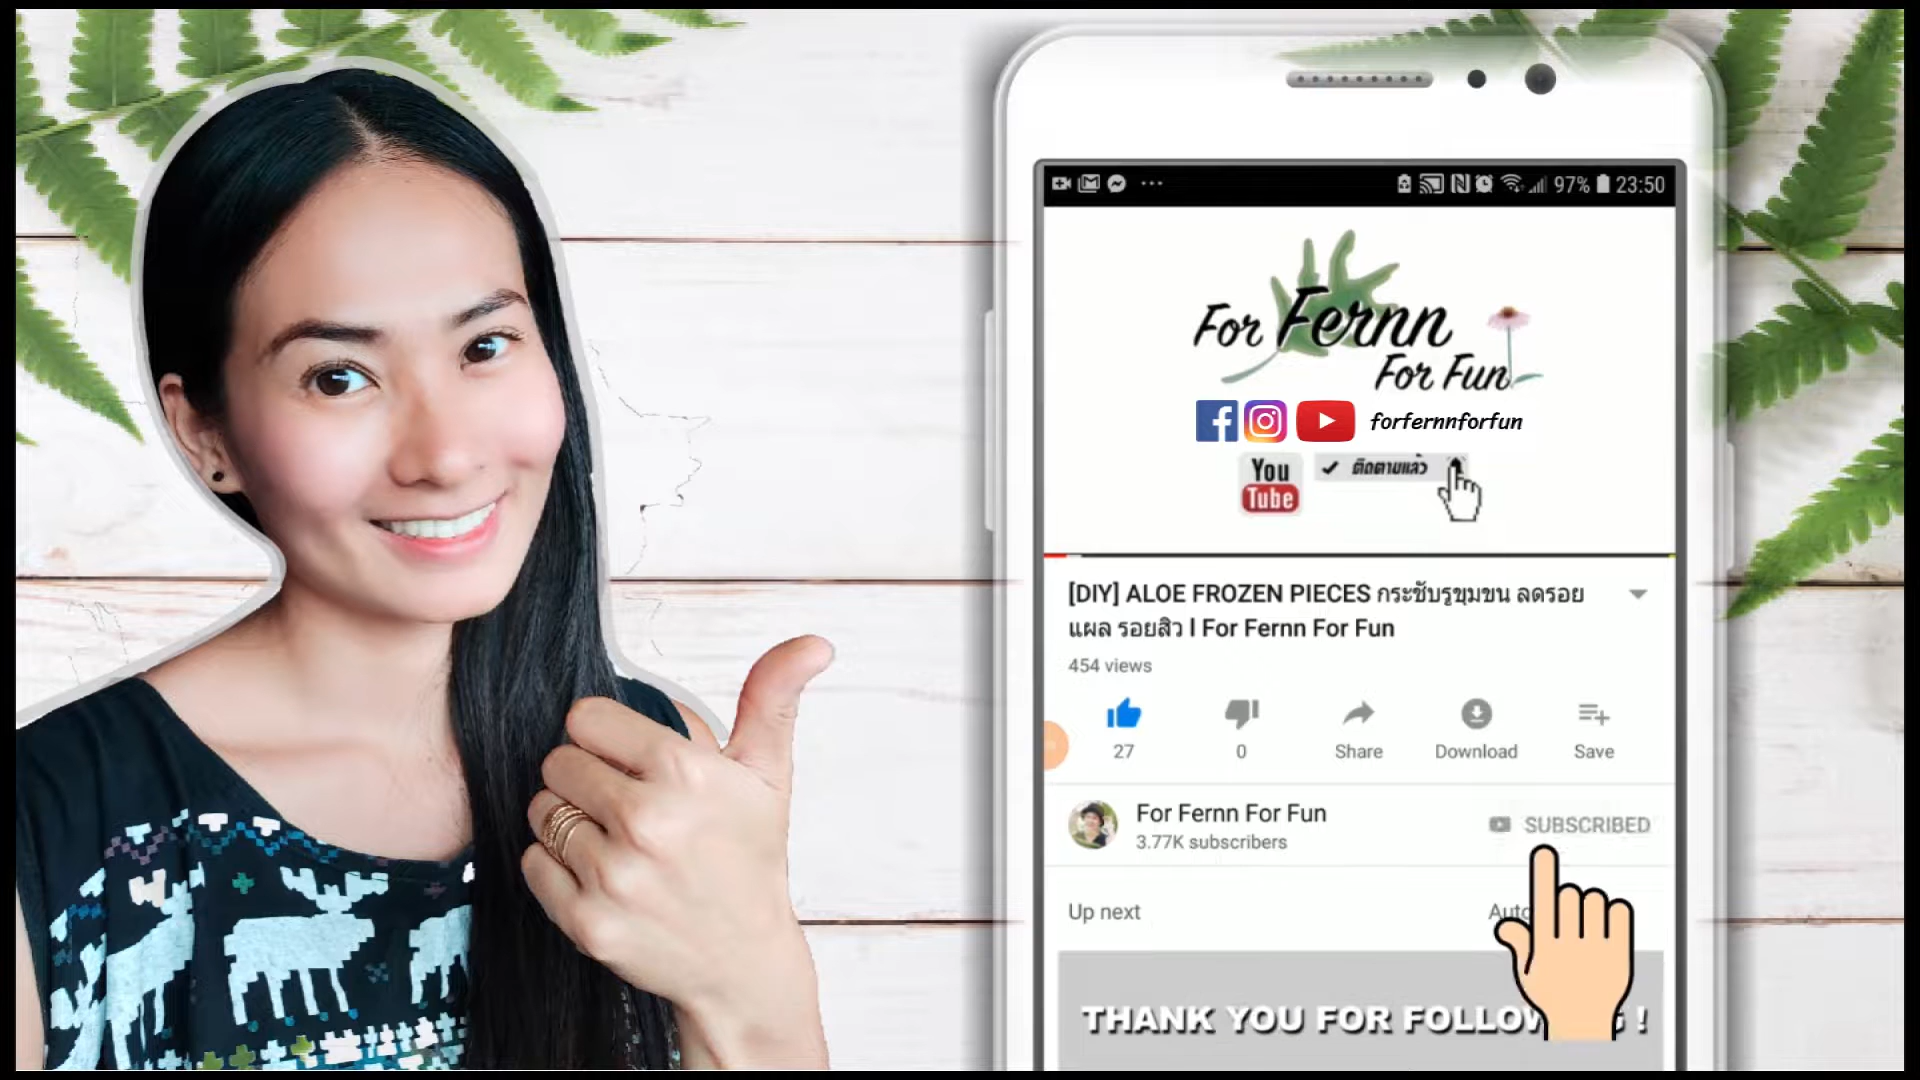 97% 23:50
For Fernn
For Fun
forfernnforfun
You
Tube
ติดตามแล้ว
[DIY] ALOE FROZEN PIECES กระชับรูขุมขน ลดรอย
แผล รอยสิว l For Fernn For Fun
454 views
27
0
Share
Download
Save
For Fernn For Fun
3.77K subscribers
SUBSCRIBED
Up next
THANK YOU FOR